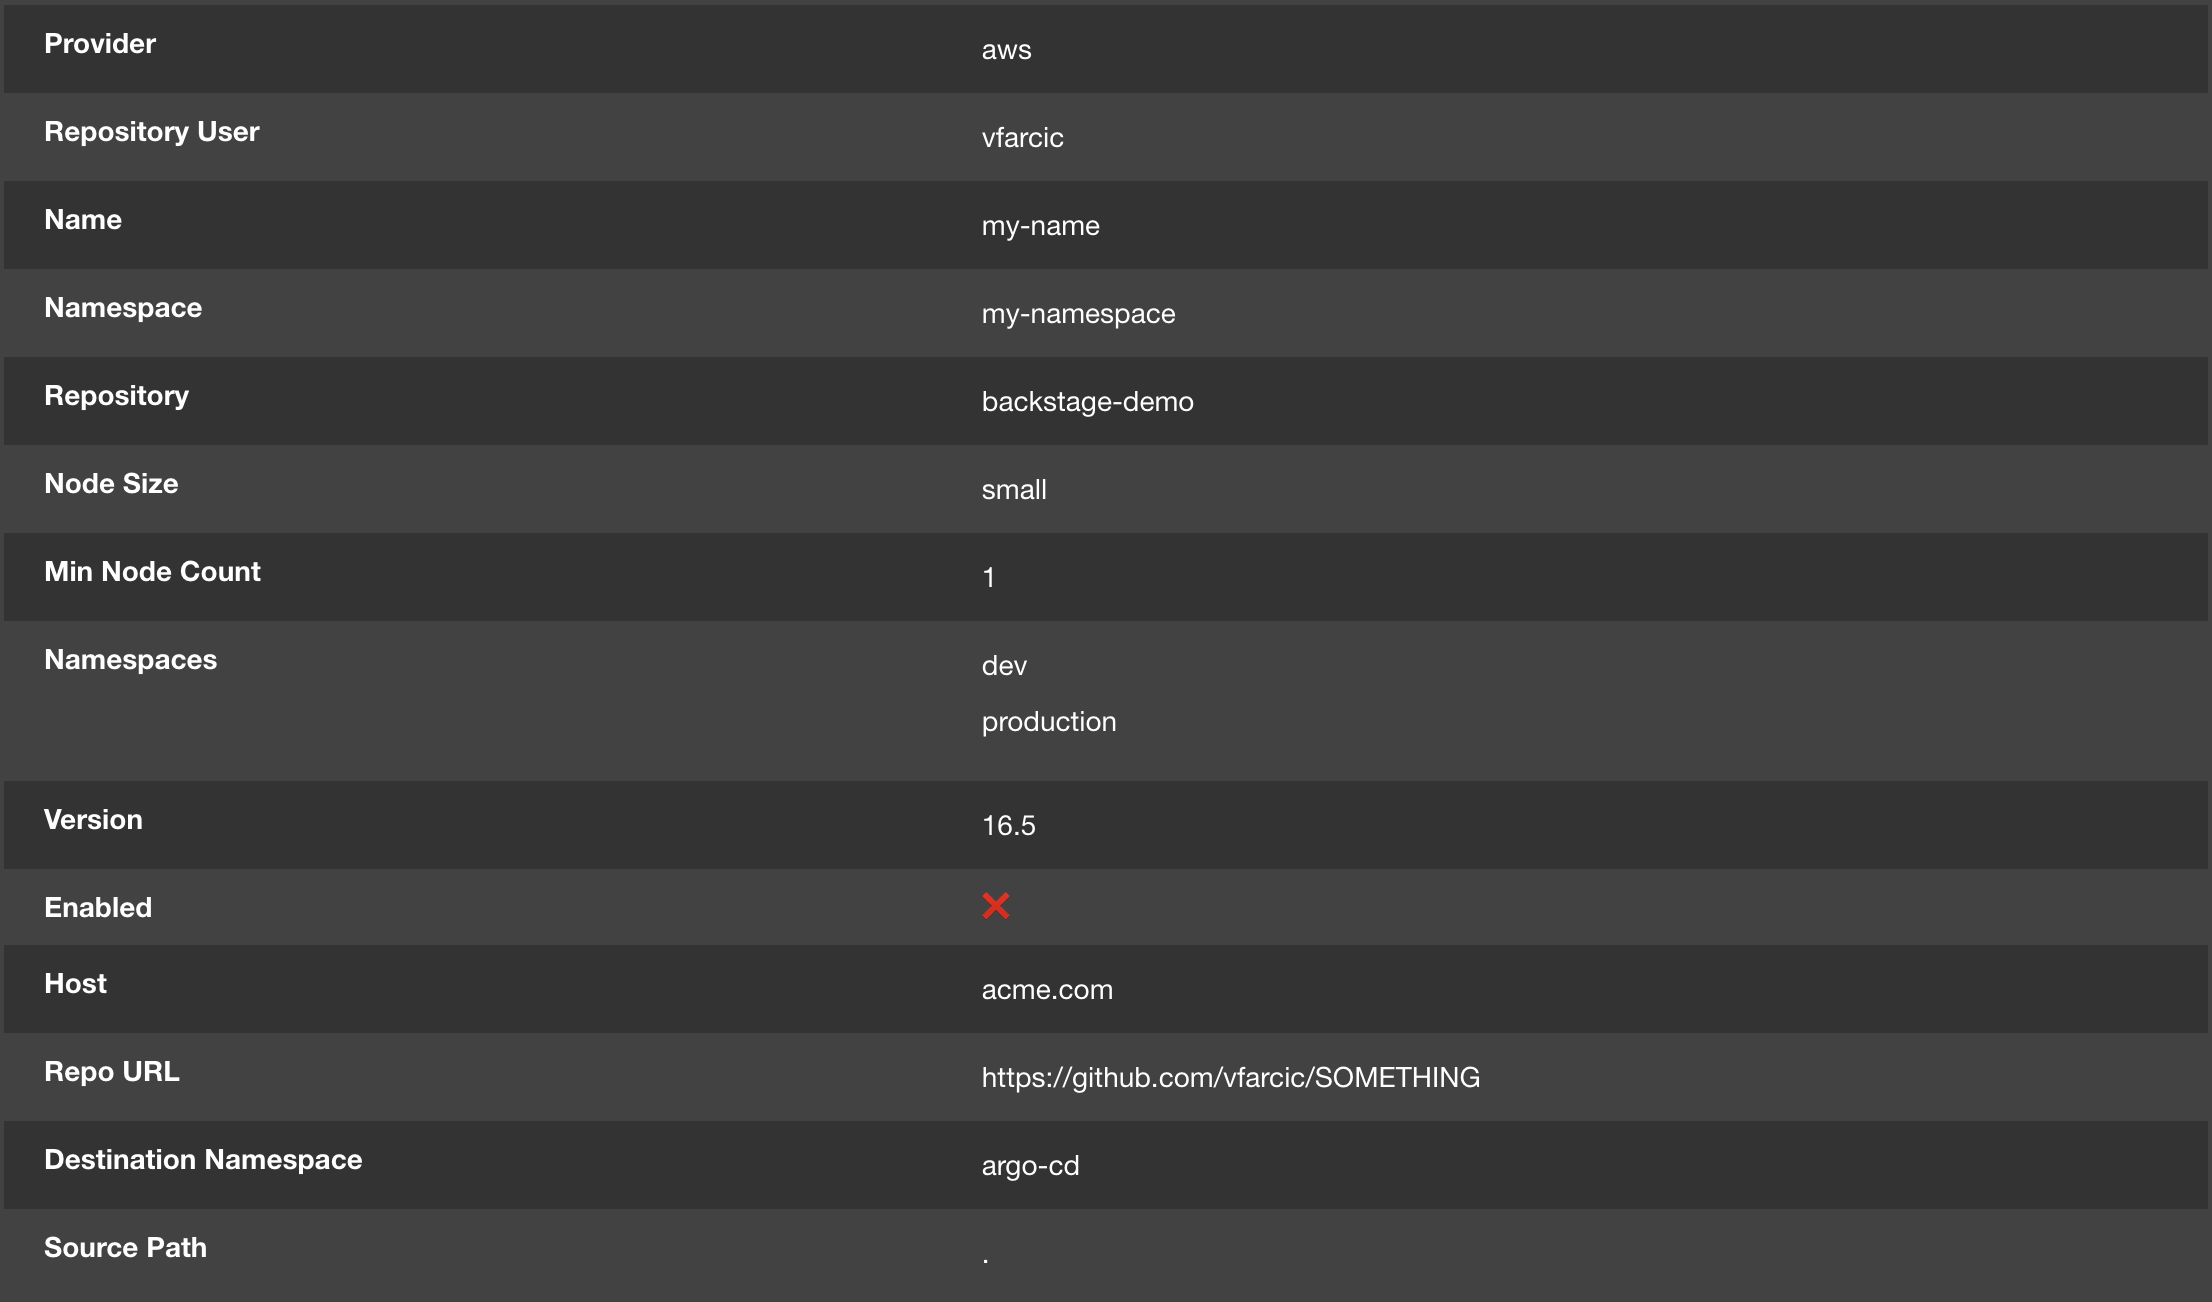 Provider aws
Repository User vfarcic
Name my-name
Namespace my-namespace
Repository backstage-demo
Node Size small
Min Node Count 1
Namespaces dev
production
Version 16.5
Enabled ❌
Host acme.com
Repo URL https://github.com/vfarcic/SOMETHING
Destination Namespace argo-cd
Source Path .